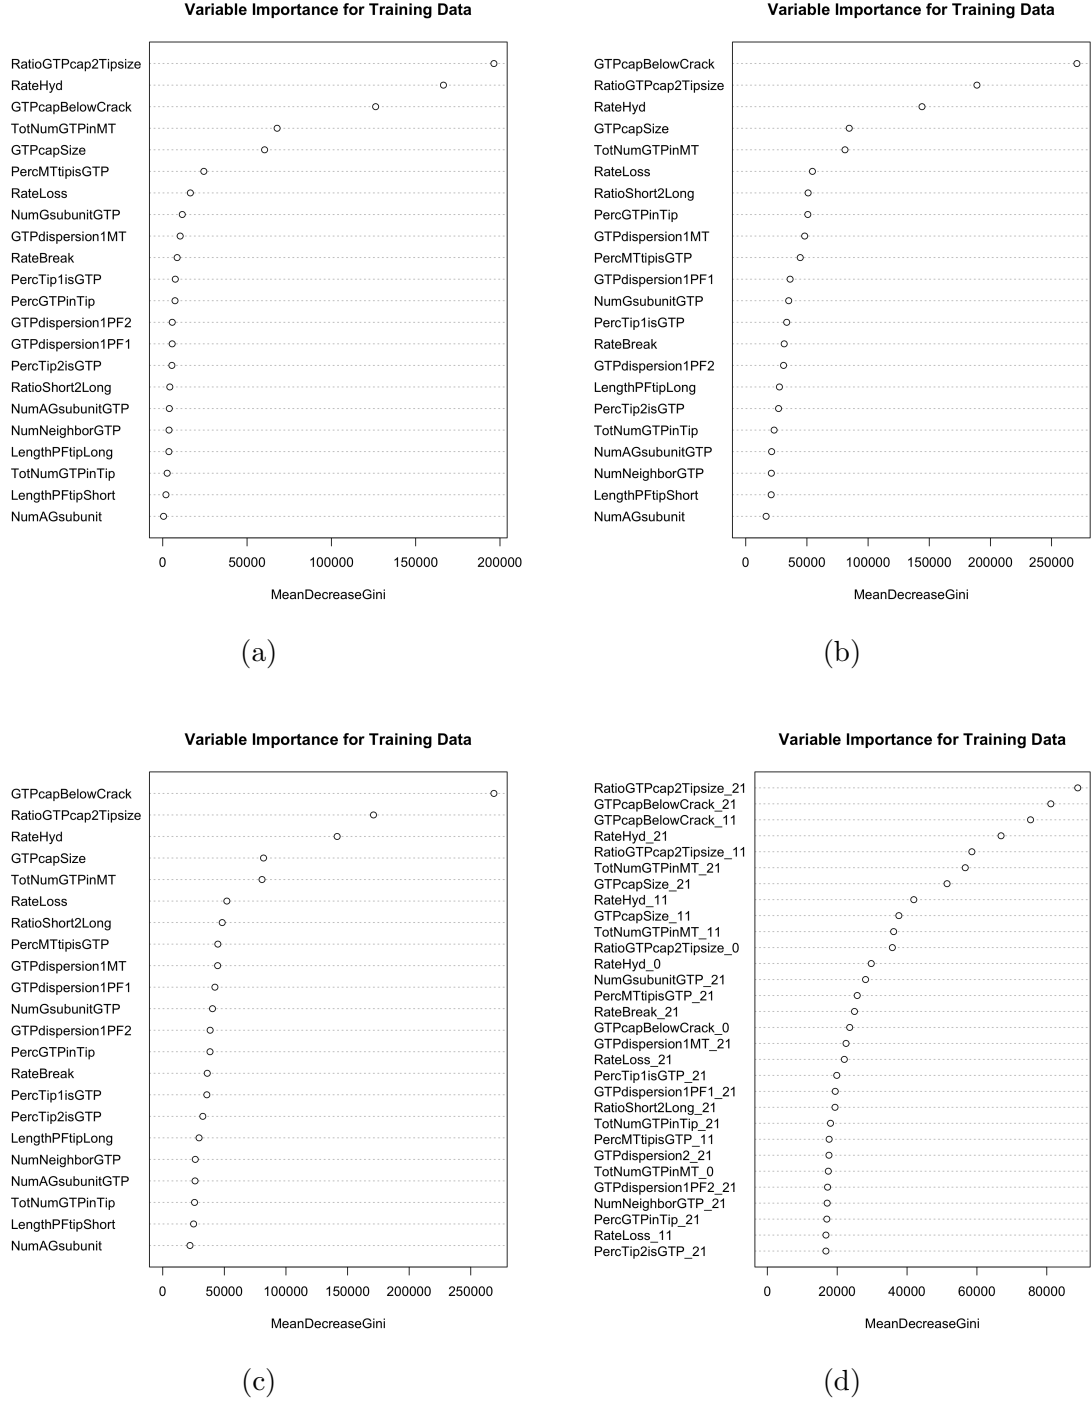 Variable Importance for Training Data
RatioGTPcap2Tipsize
RateHyd
GTPcapBelowCrack
TotNumGTPinMT
GTPcapSize
PercMTtipisGTP
RateLoss
NumGsubunitGTP
GTPdispersion1MT
RateBreak
PercTip1isGTP
PercGTPinTip
GTPdispersion1PF2
GTPdispersion1PF1
PercTip2isGTP
RatioShort2Long
NumAGsubunitGTP
NumNeighborGTP
LengthPFtipLong
TotNumGTPinTip
LengthPFtipShort
NumAGsubunit
0 50000 100000 150000 200000
MeanDecreaseGini
(a)
Variable Importance for Training Data
GTPcapBelowCrack
RatioGTPcap2Tipsize
RateHyd
GTPcapSize
TotNumGTPinMT
RateLoss
RatioShort2Long
PercGTPinTip
GTPdispersion1MT
PercMTtipisGTP
GTPdispersion1PF1
NumGsubunitGTP
PercTip1isGTP
RateBreak
GTPdispersion1PF2
LengthPFtipLong
PercTip2isGTP
TotNumGTPinTip
NumAGsubunitGTP
NumNeighborGTP
LengthPFtipShort
NumAGsubunit
0 50000 100000 150000 200000 250000
MeanDecreaseGini
(b)
Variable Importance for Training Data
GTPcapBelowCrack
RatioGTPcap2Tipsize
RateHyd
GTPcapSize
TotNumGTPinMT
RateLoss
RatioShort2Long
PercMTtipisGTP
GTPdispersion1MT
GTPdispersion1PF1
NumGsubunitGTP
GTPdispersion1PF2
PercGTPinTip
RateBreak
PercTip1isGTP
PercTip2isGTP
LengthPFtipLong
NumNeighborGTP
NumAGsubunitGTP
TotNumGTPinTip
LengthPFtipShort
NumAGsubunit
0 50000 100000 150000 200000 250000
MeanDecreaseGini
(c)
Variable Importance for Training Data
RatioGTPcap2Tipsize_21
GTPcapBelowCrack_21
GTPcapBelowCrack_11
RateHyd_21
RatioGTPcap2Tipsize_11
TotNumGTPinMT_21
GTPcapSize_21
RateHyd_11
GTPcapSize_11
TotNumGTPinMT_11
RatioGTPcap2Tipsize_0
RateHyd_0
NumGsubunitGTP_21
PercMTtipisGTP_21
RateBreak_21
GTPcapBelowCrack_0
GTPdispersion1MT_21
RateLoss_21
PercTip1isGTP_21
GTPdispersion1PF1_21
RatioShort2Long_21
TotNumGTPinTip_21
PercMTtipisGTP_11
GTPdispersion2_21
TotNumGTPinMT_0
GTPdispersion1PF2_21
NumNeighborGTP_21
PercGTPinTip_21
RateLoss_11
PercTip2isGTP_21
0 20000 40000 60000 80000
MeanDecreaseGini
(d)